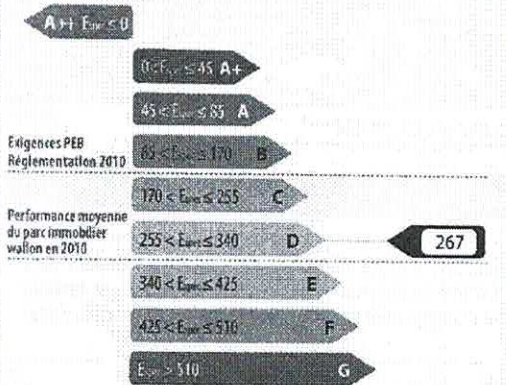 A++ Espec ≤ 0
0 < Espec ≤ 45 A+
45 < Espec ≤ 85 A
Exigences PEB
Réglementation 2010
85 < Espec ≤ 170 B
170 < Espec ≤ 255 C
Performance moyenne
du parc immobilier
wallon en 2010
255 < Espec ≤ 340 D
267
340 < Espec ≤ 425 E
425 < Espec ≤ 510 F
Espec > 510 G